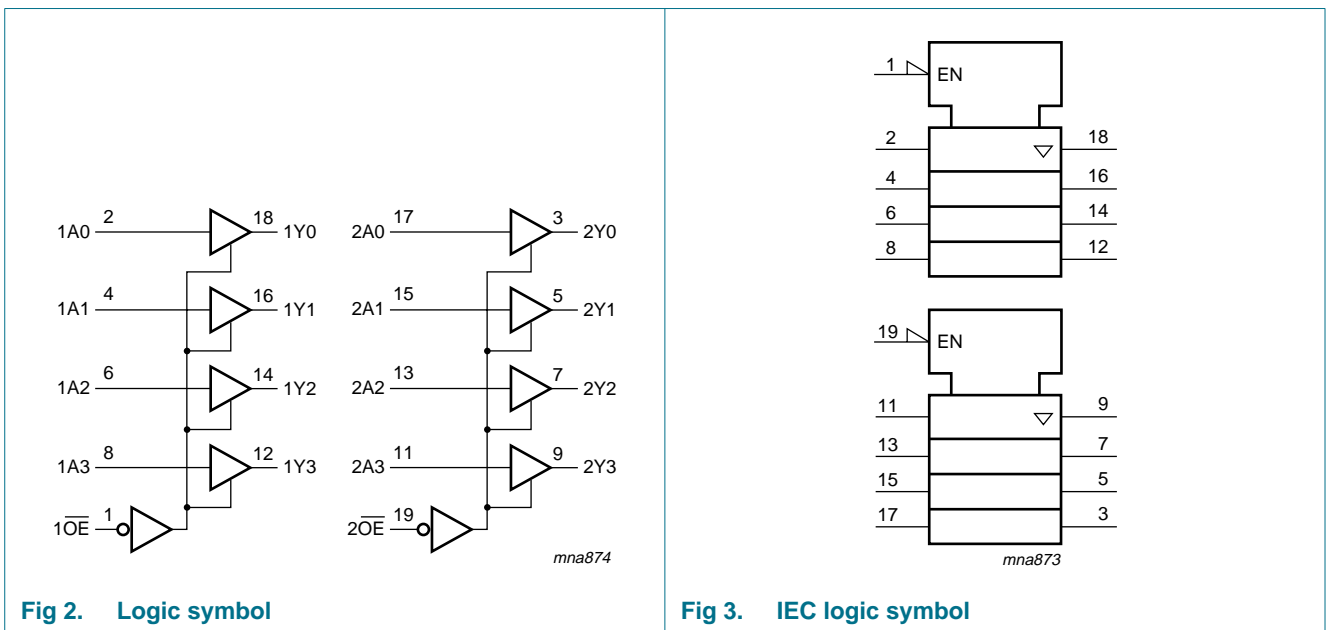 2
18
1A0
1Y0
4
16
1A1
1Y1
6
14
1A2
1Y2
8
12
1A3
1Y3
1
1O̅E̅
17
3
2A0
2Y0
15
5
2A1
2Y1
13
7
2A2
2Y2
11
9
2A3
2Y3
19
2O̅E̅
mna874
Fig 2. Logic symbol
1
EN
2
18
4
16
6
14
8
12
19
EN
11
9
13
7
15
5
17
3
mna873
Fig 3. IEC logic symbol